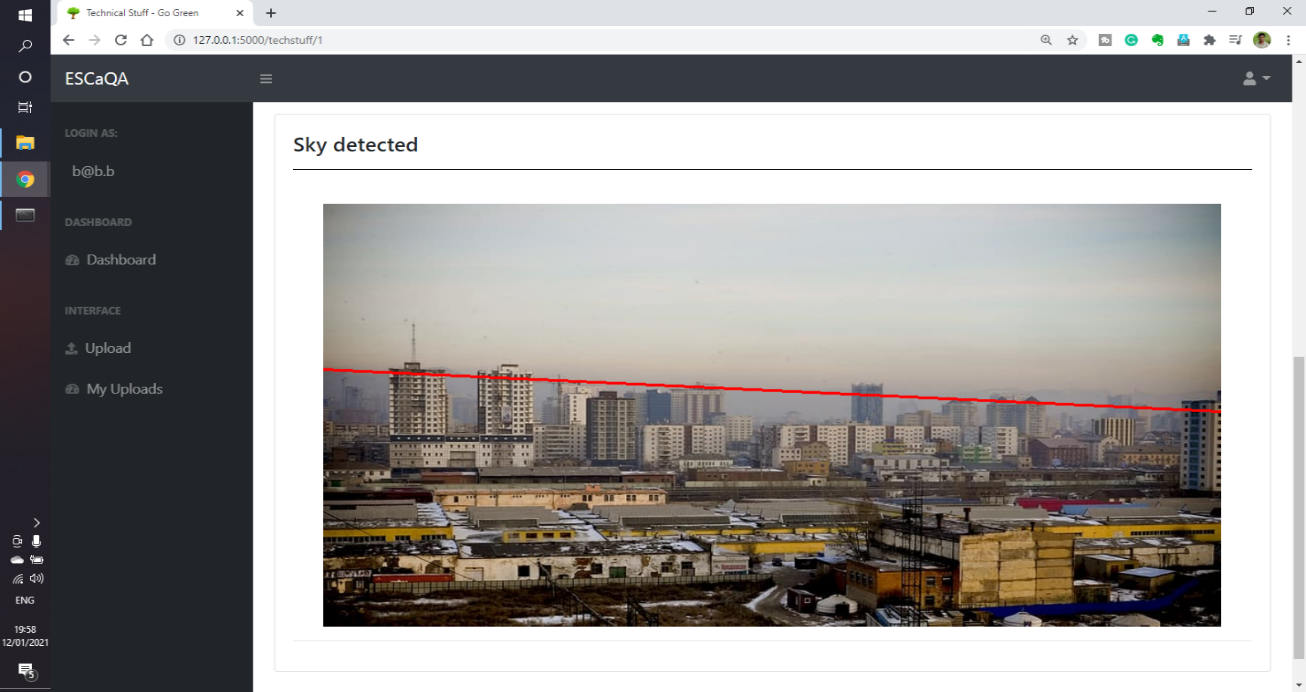 Technical Stuff - Go Green
127.0.0.1:5000/techstuff/1
ESCaQA
LOGIN AS:
b@b.b
DASHBOARD
Dashboard
INTERFACE
Upload
My Uploads
Sky detected
ENG
19:58
12/01/2021
5